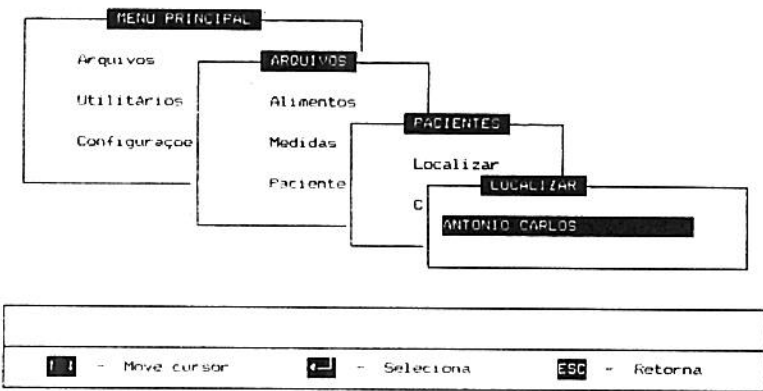 MENU PRINCIPAL
Arquivos
Utilitários
Configuraçoe
ARQUIVOS
Alimentos
Medidas
Paciente
PACIENTES
Localizar
C
LOCALIZAR
ANTONIO CARLOS
↑ ↓ - Move cursor ↵ - Seleciona ESC - Retorna